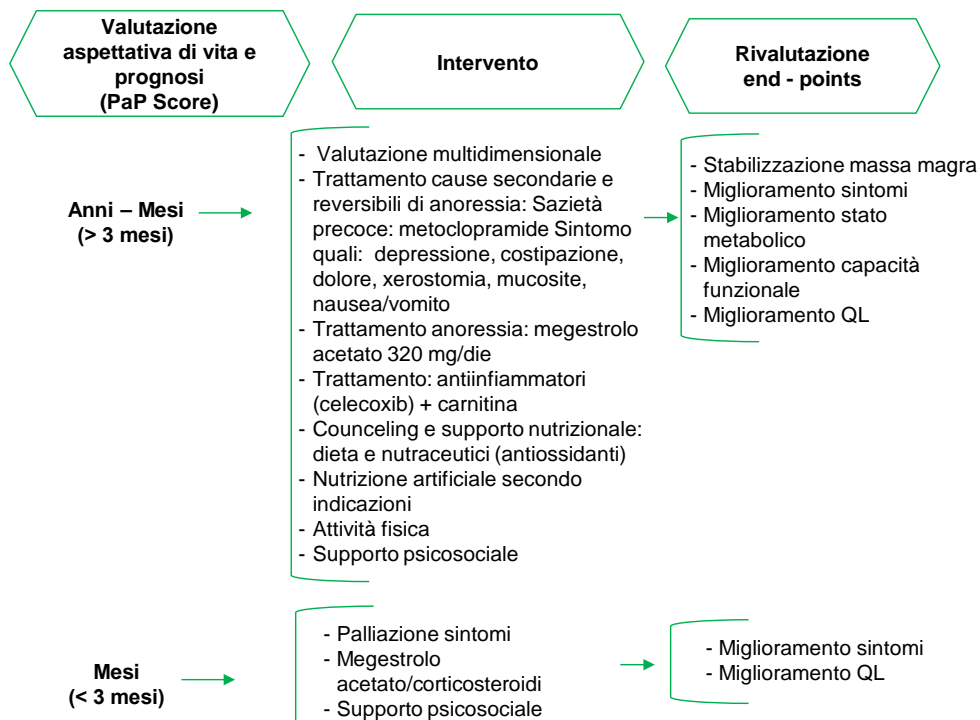 Valutazione
aspettativa di vita e
prognosi
(PaP Score)
Intervento
Rivalutazione
end - points
Anni – Mesi
(> 3 mesi)
- Valutazione multidimensionale
- Trattamento cause secondarie e
reversibili di anoressia: Sazietà
precoce: metoclopramide Sintomo
quali: depressione, costipazione,
dolore, xerostomia, mucosite,
nausea/vomito
- Trattamento anoressia: megestrolo
acetato 320 mg/die
- Trattamento: antiinfiammatori
(celecoxib) + carnitina
- Counceling e supporto nutrizionale:
dieta e nutraceutici (antiossidanti)
- Nutrizione artificiale secondo
indicazioni
- Attività fisica
- Supporto psicosociale
- Stabilizzazione massa magra
- Miglioramento sintomi
- Miglioramento stato
metabolico
- Miglioramento capacità
funzionale
- Miglioramento QL
Mesi
(< 3 mesi)
- Palliazione sintomi
- Megestrolo
acetato/corticosteroidi
- Supporto psicosociale
- Miglioramento sintomi
- Miglioramento QL